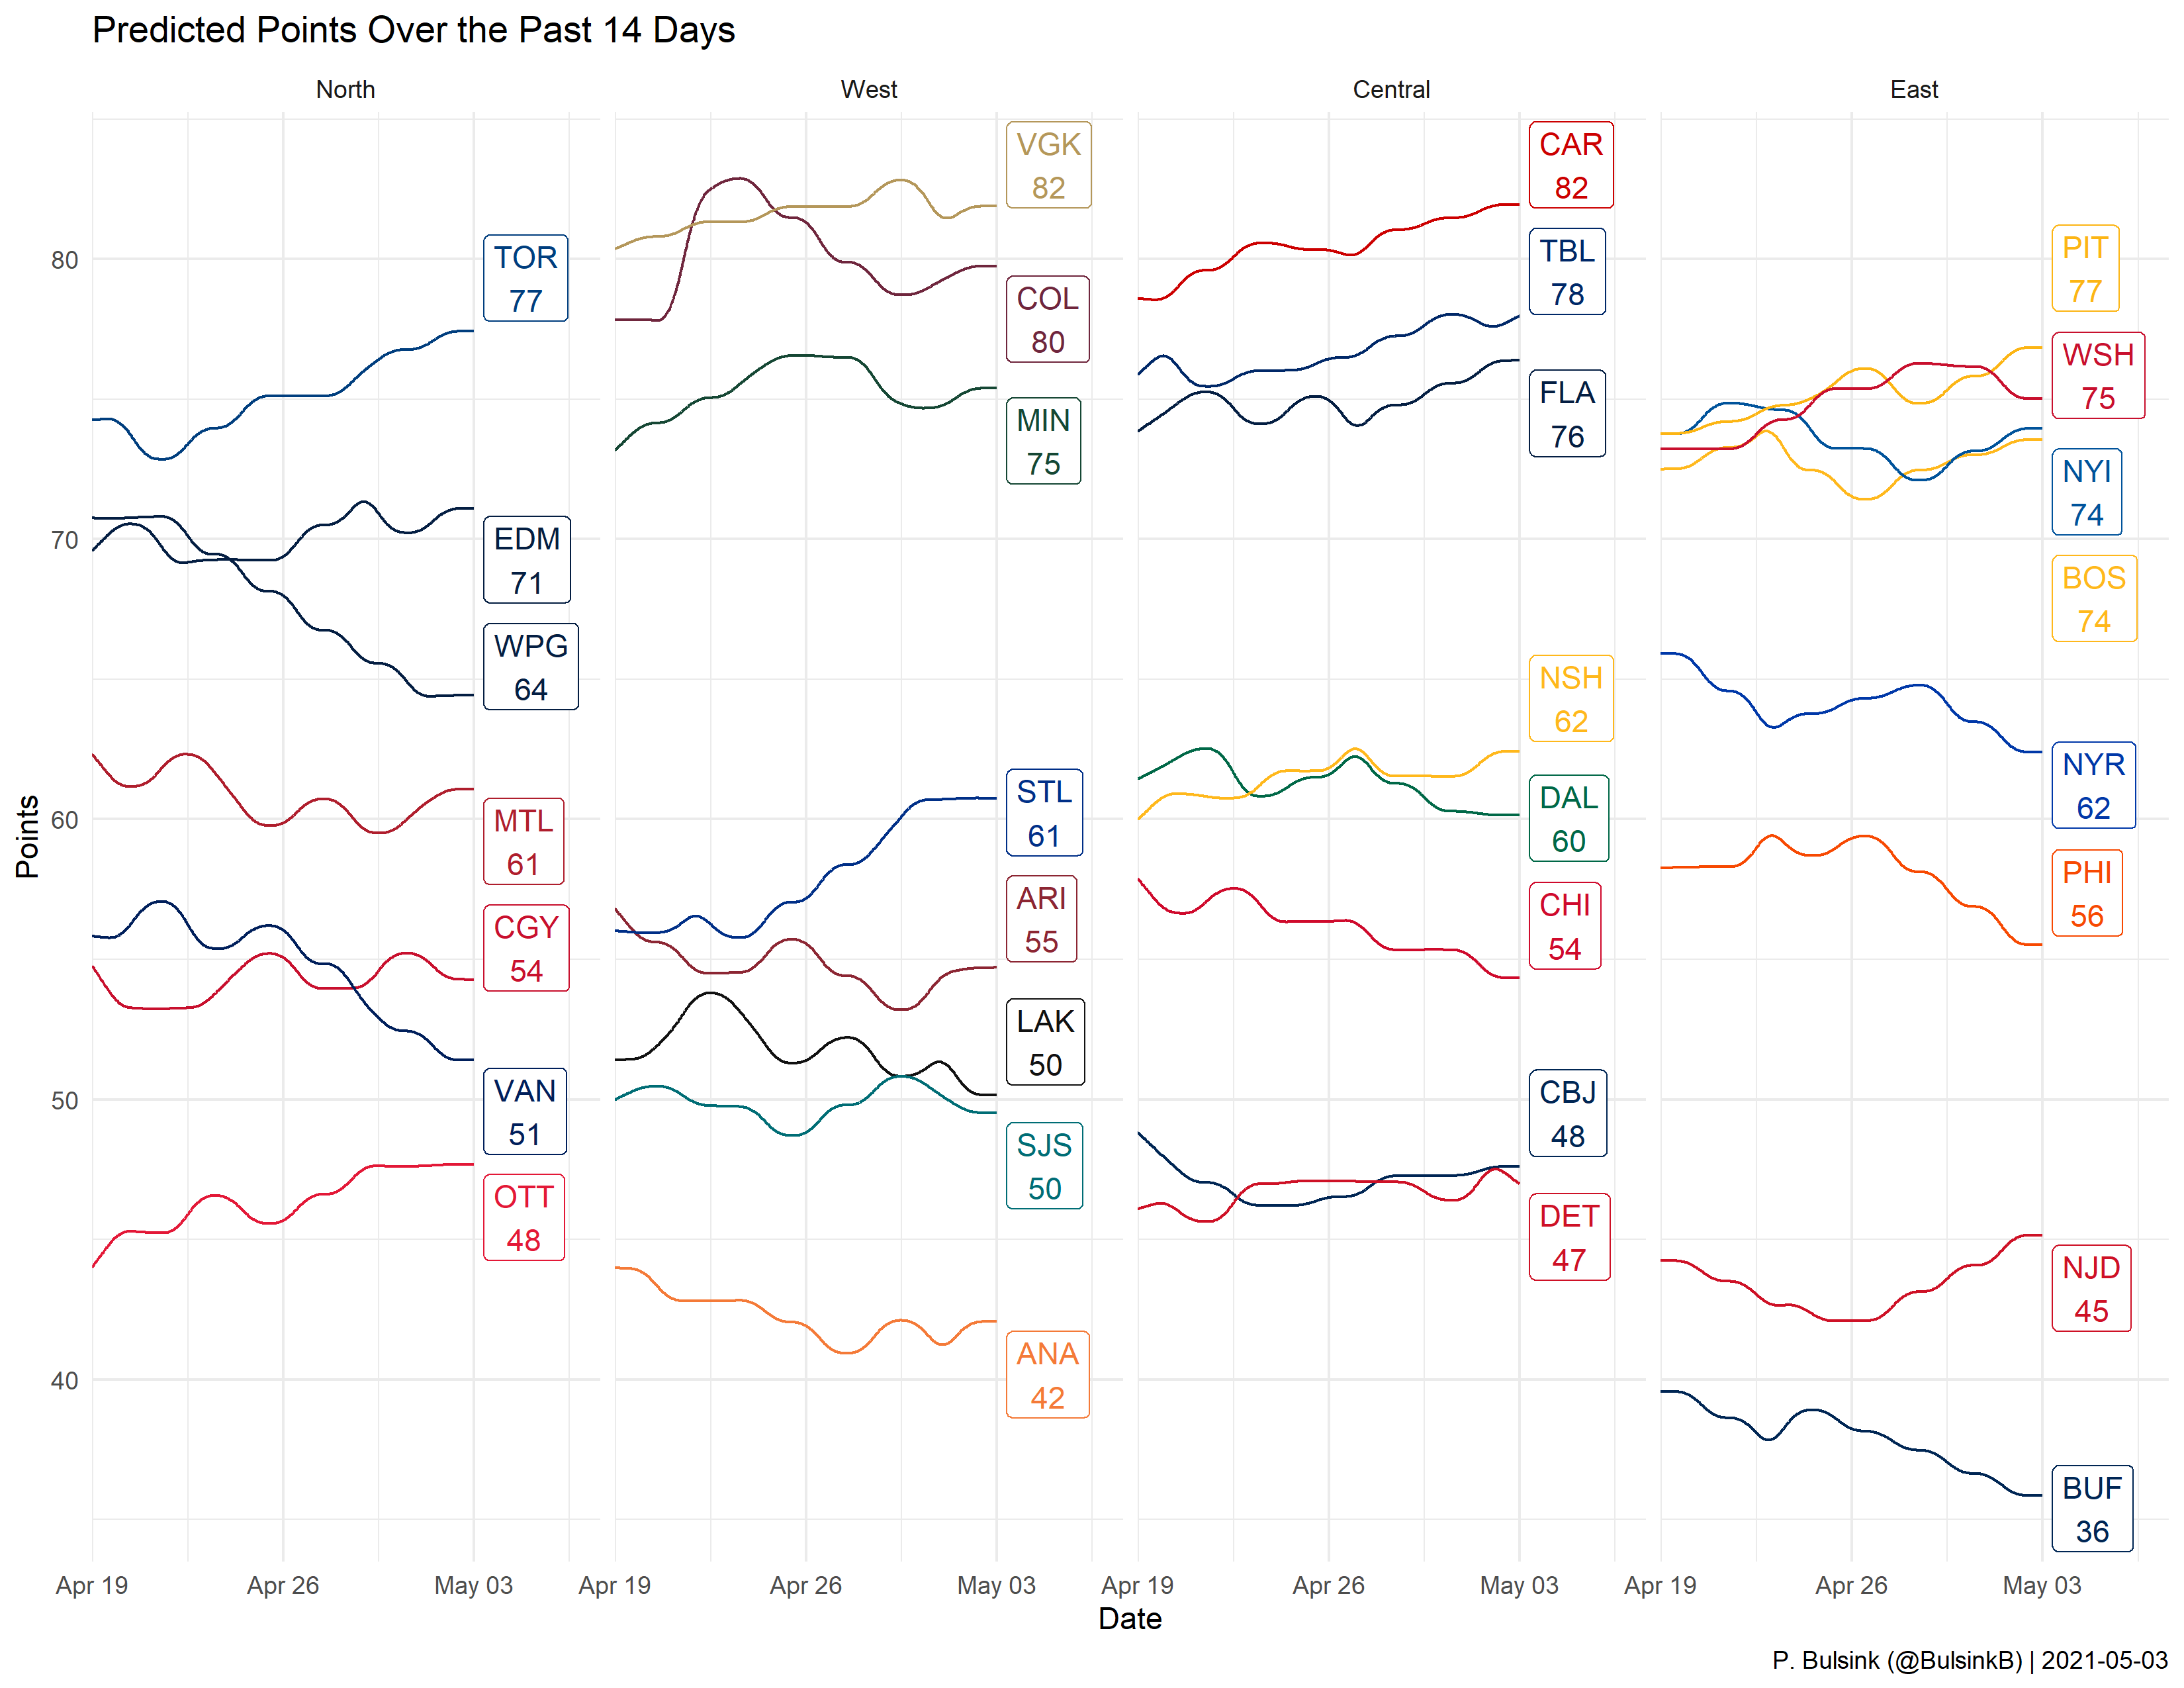 Predicted Points Over the Past 14 Days
North
West
Central
East
Points
80
70
60
50
40
TOR
77
EDM
71
WPG
64
MTL
61
CGY
54
VAN
51
OTT
48
VGK
82
COL
80
MIN
75
STL
61
ARI
55
LAK
50
SJS
50
ANA
42
CAR
82
TBL
78
FLA
76
NSH
62
DAL
60
CHI
54
CBJ
48
DET
47
PIT
77
WSH
75
NYI
74
BOS
74
NYR
62
PHI
56
NJD
45
BUF
36
Apr 19 Apr 26 May 03 Apr 19 Apr 26 May 03 Apr 19 Apr 26 May 03 Apr 19 Apr 26 May 03
Date
P. Bulsink (@BulsinkB) | 2021-05-03